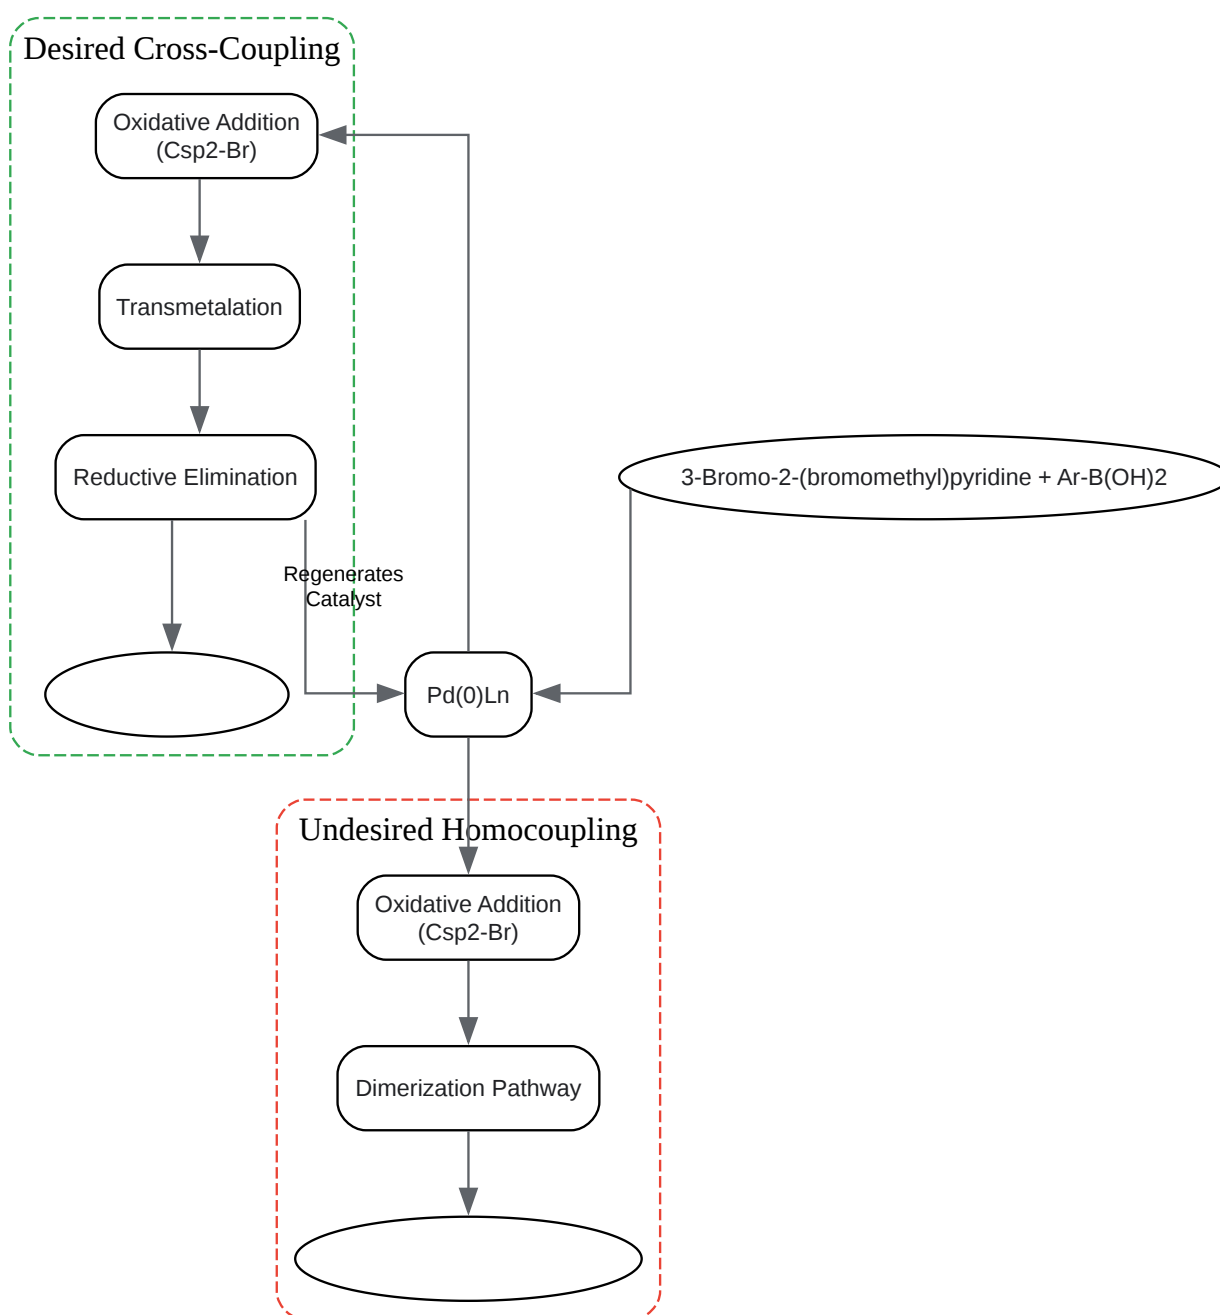 Desired Cross-Coupling
Oxidative Addition
(Csp2-Br)
Transmetalation
Reductive Elimination
3-Bromo-2-(bromomethyl)pyridine + Ar-B(OH)2
Regenerates
Catalyst
Pd(0)Ln
Undesired Homocoupling
Oxidative Addition
(Csp2-Br)
Dimerization Pathway